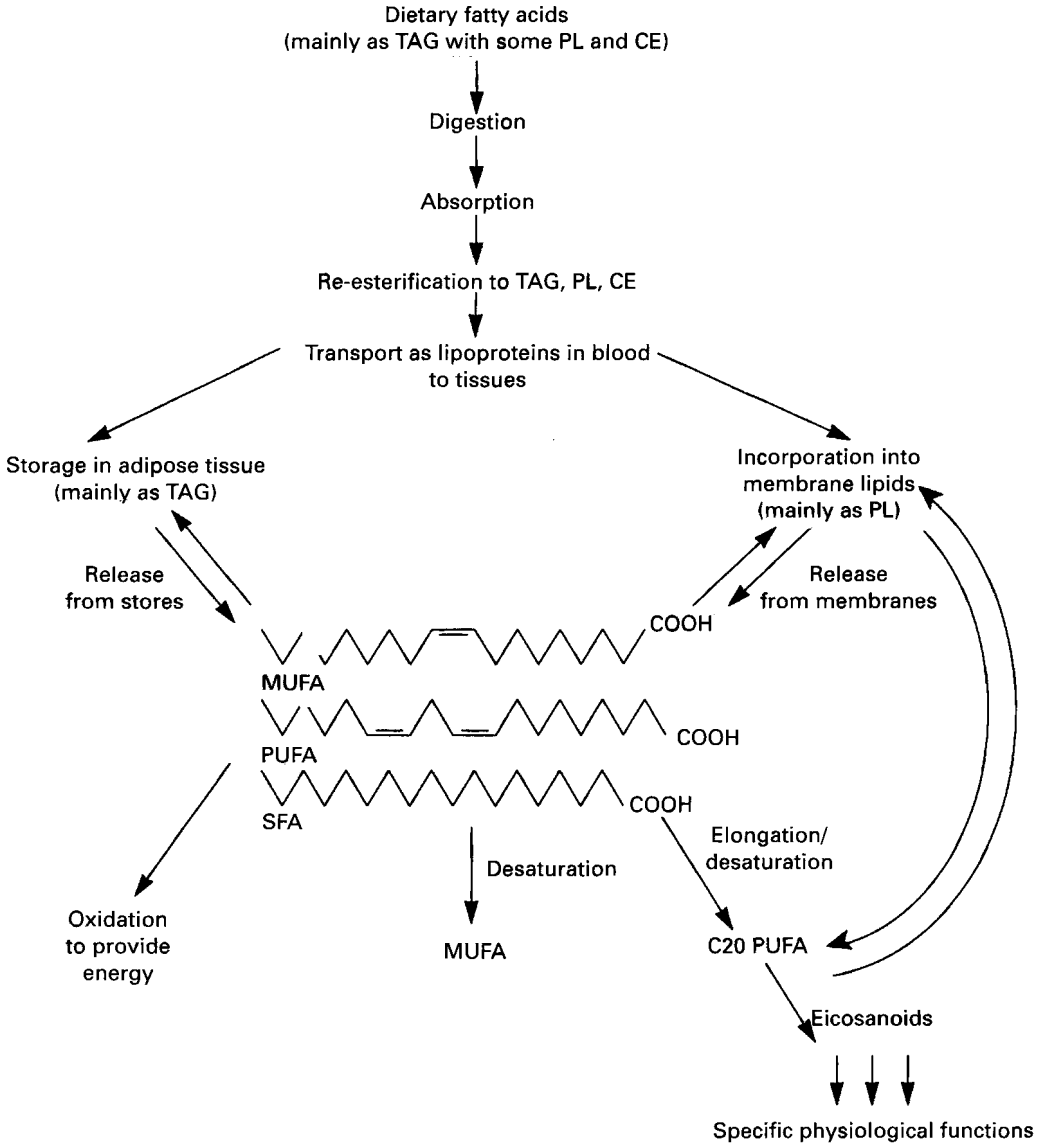 Dietary fatty acids
(mainly as TAG with some PL and CE)
Digestion
Absorption
Re-esterification to TAG, PL, CE
Transport as lipoproteins in blood
to tissues
Storage in adipose tissue
(mainly as TAG)
Incorporation into
membrane lipids
(mainly as PL)
Release
from stores
Release
from membranes
COOH
MUFA
COOH
PUFA
COOH
SFA
Elongation/
desaturation
Desaturation
Oxidation
to provide
energy
MUFA
C20 PUFA
Eicosanoids
Specific physiological functions